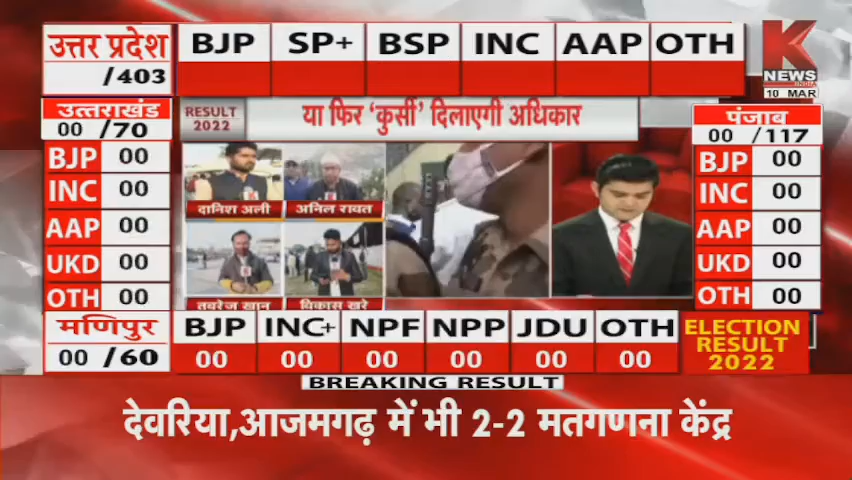 उत्तर प्रदेश
/403
BJP SP+ BSP INC AAP OTH
K
NEWS
INDIA
10 MAR
उत्तराखंड
00 /70
BJP 00
INC 00
AAP 00
UKD 00
OTH 00
RESULT
2022
या फिर ‘कुर्सी’ दिलाएगी अधिकार
दानिश अली
अनिल रावत
तबरेज खान
विकास खरे
पंजाब
00 /117
BJP 00
INC 00
AAP 00
UKD 00
OTH 00
मणिपुर
00 /60
BJP INC+ NPF NPP JDU OTH
00 00 00 00 00 00
ELECTION
RESULT
2022
BREAKING RESULT
देवरिया,आजमगढ़ में भी 2-2 मतगणना केंद्र